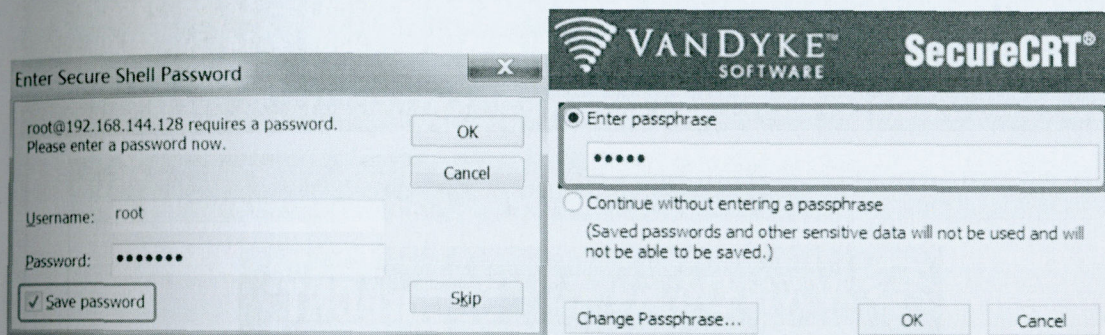 Enter Secure Shell Password
root@192.168.144.128 requires a password.
Please enter a password now.
OK
Cancel
Username: root
Password: •••••••
✓ Save password
Skip
VANDYKE™
SOFTWARE
SecureCRT®
Enter passphrase
•••••
Continue without entering a passphrase
(Saved passwords and other sensitive data will not be used and will
not be able to be saved.)
Change Passphrase...
OK
Cancel